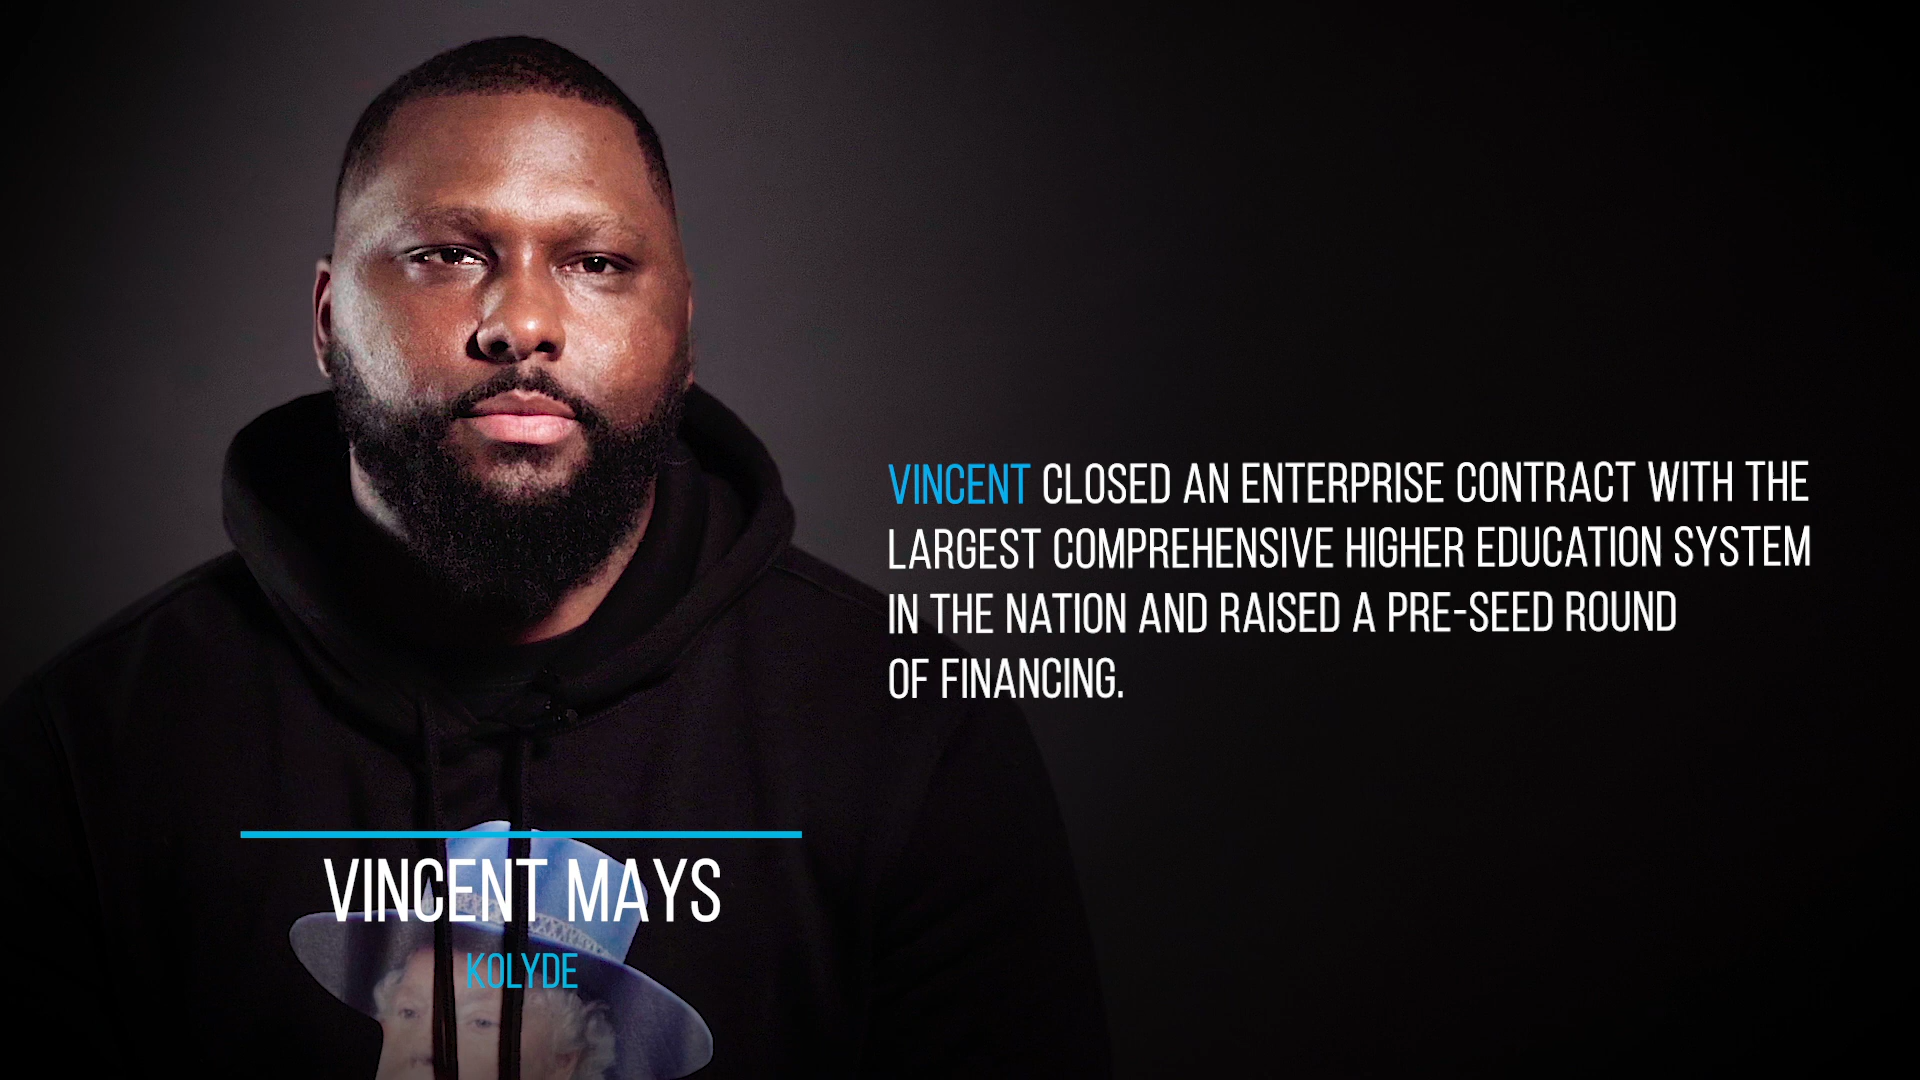 VINCENT CLOSED AN ENTERPRISE CONTRACT WITH THE
LARGEST COMPREHENSIVE HIGHER EDUCATION SYSTEM
IN THE NATION AND RAISED A PRE-SEED ROUND
OF FINANCING.
VINCENT MAYS
KOLYDE